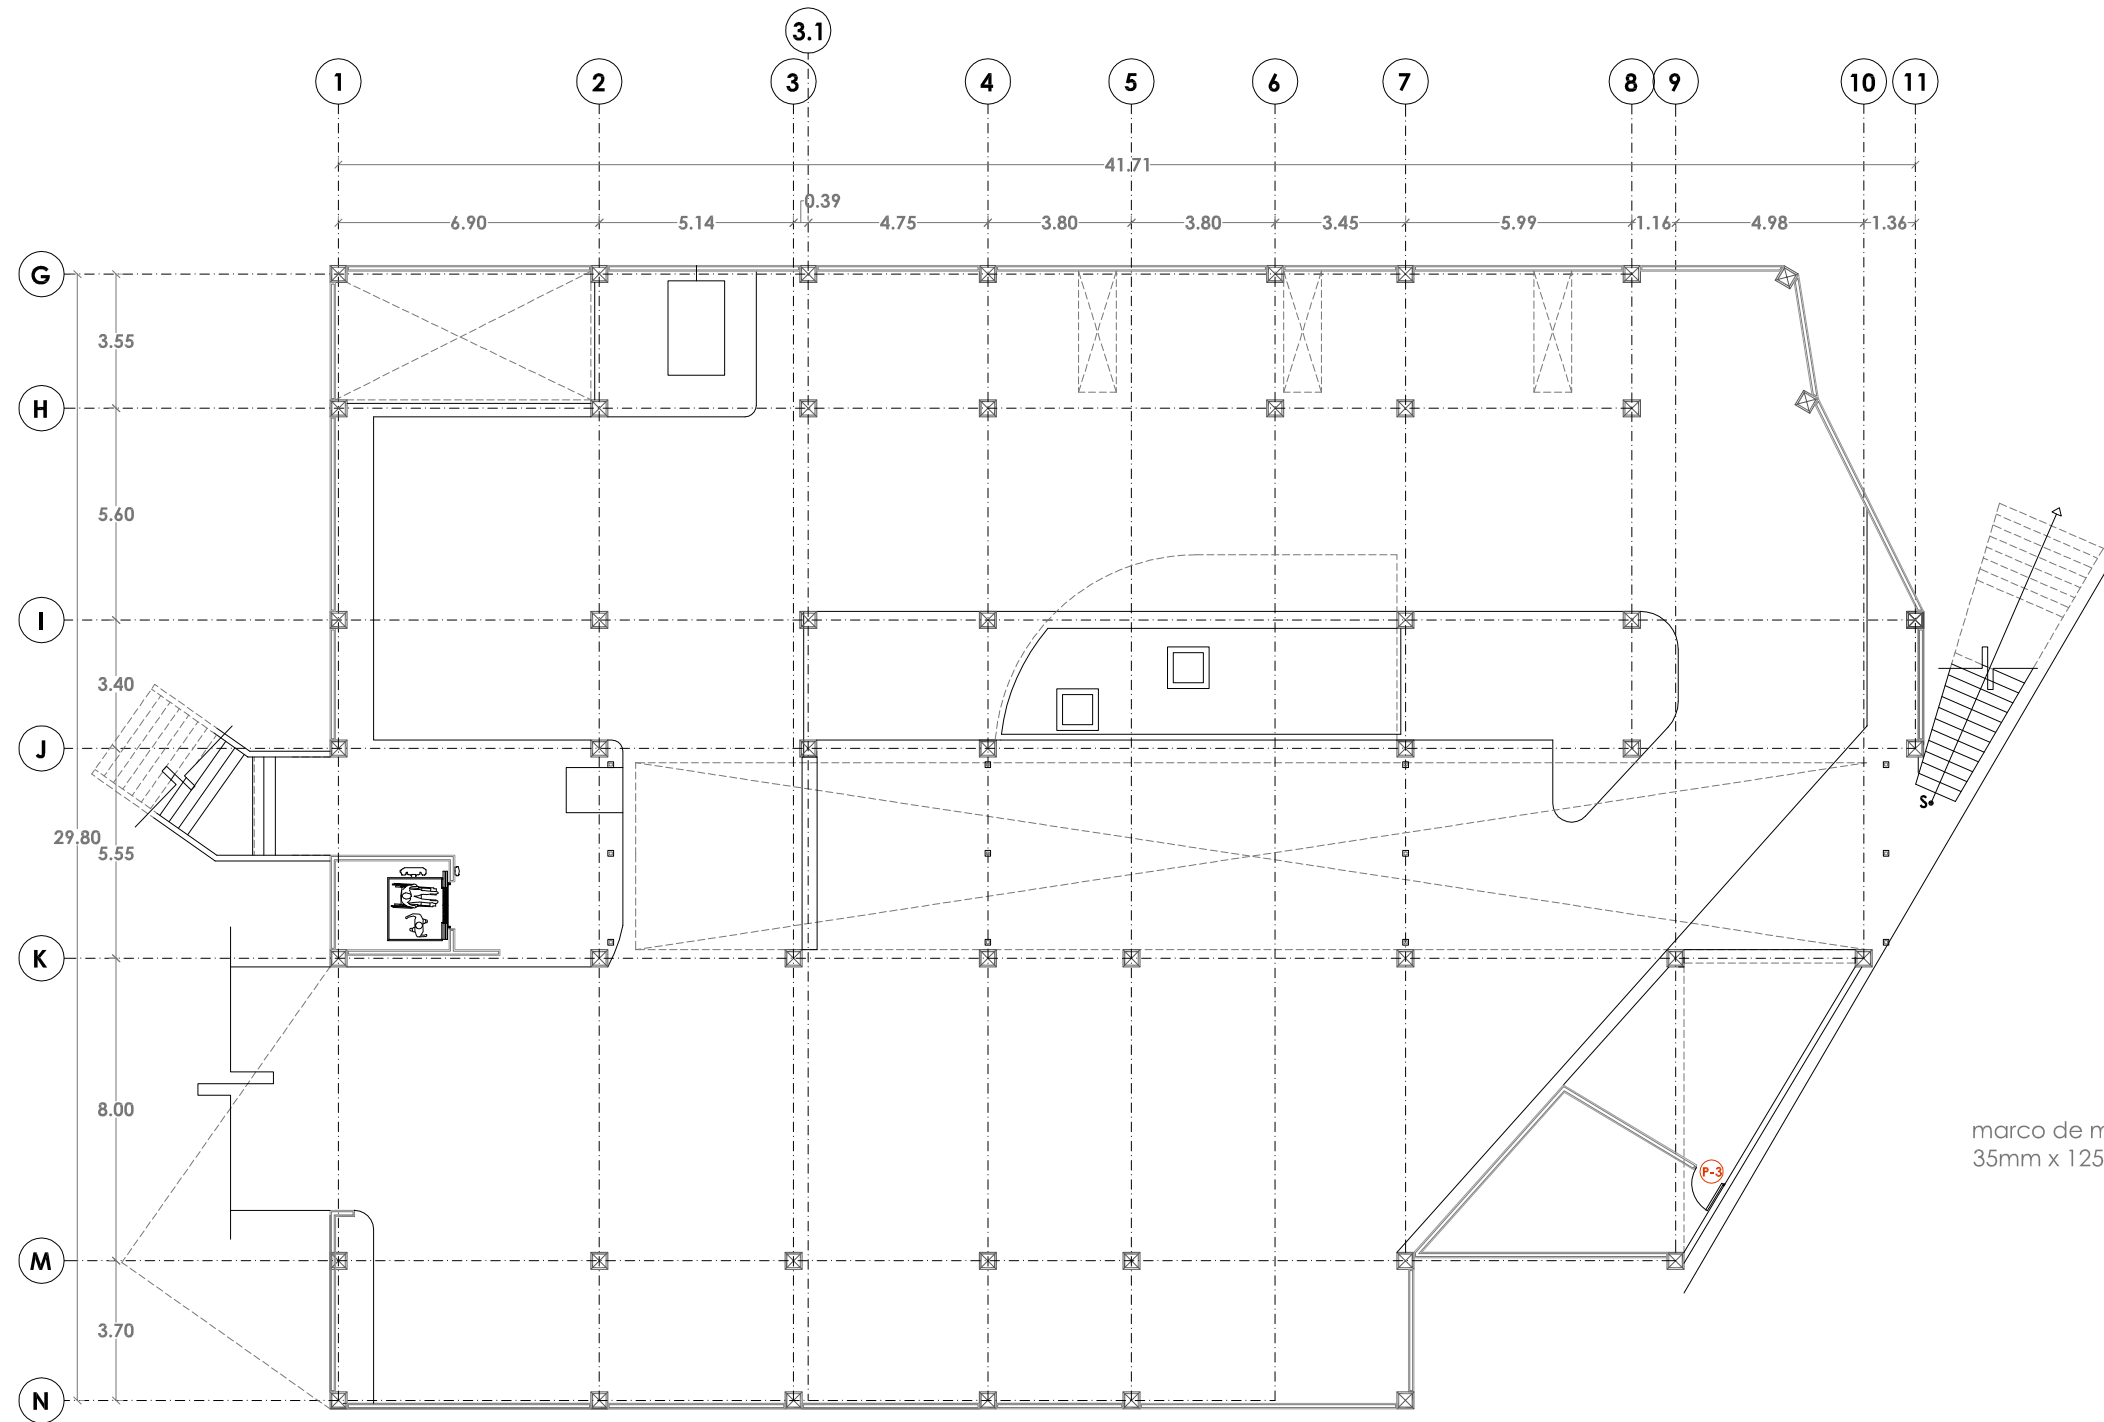 3.1
1 2 3 4 5 6 7 8 9 10 11
41.71
0.39
6.90 5.14 4.75 3.80 3.80 3.45 5.99 1.16 4.98 1.36
G
3.55
H
5.60
I
3.40
J
S
29.80
5.55
K
8.00
marco de m
35mm x 125
P-3
M
3.70
N